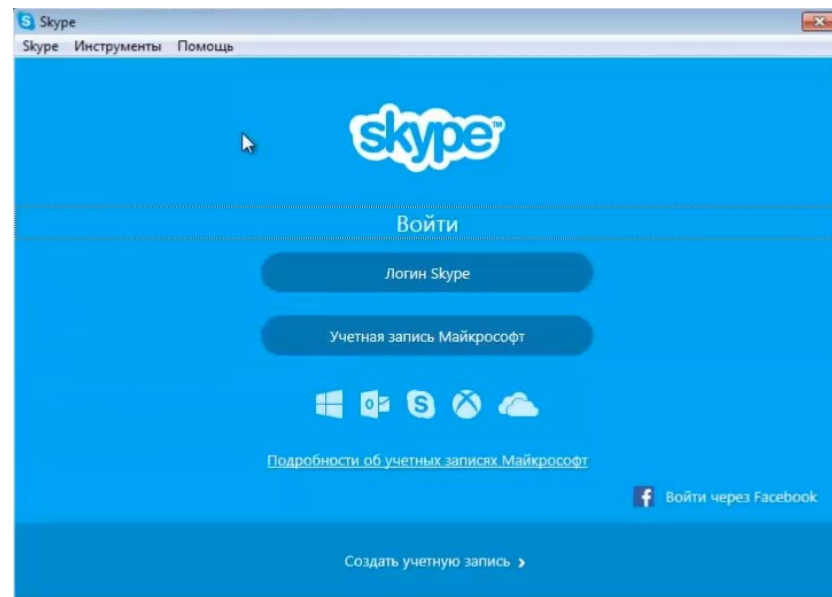 Skype
Skype Инструменты Помощь
skype™
Войти
Логин Skype
Учетная запись Майкрософт
Подробности об учетных записях Майкрософт
Войти через Facebook
Создать учетную запись